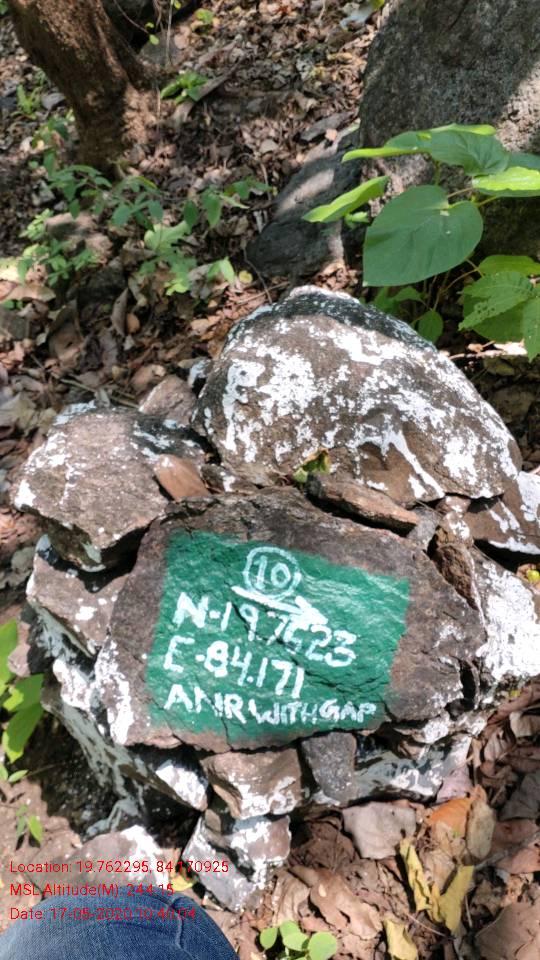 10
N-19.7623
E-84.171
ANR WITH GAP
Location: 19.762295, 84.170925
MSL Altitude(M): 244.15
Date: 17-05-2020 10:40:04